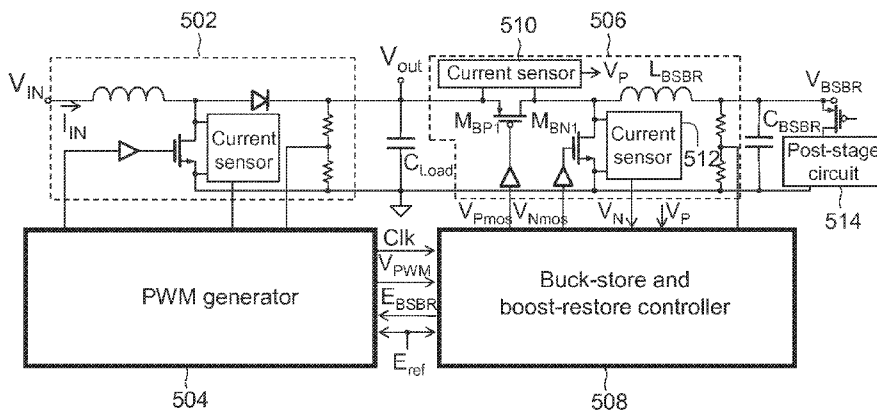 502
510
506
V_IN
I_IN
Current sensor
V_out
C_Load
Current sensor
V_P
M_BP1
M_BN1
L_BSBR
Current sensor
512
C_BSBR
V_BSBR
Post-stage circuit
514
V_Pmos
V_Nmos
V_N
V_P
PWM generator
504
Clk
V_PWM
E_BSBR
E_ref
Buck-store and
boost-restore controller
508